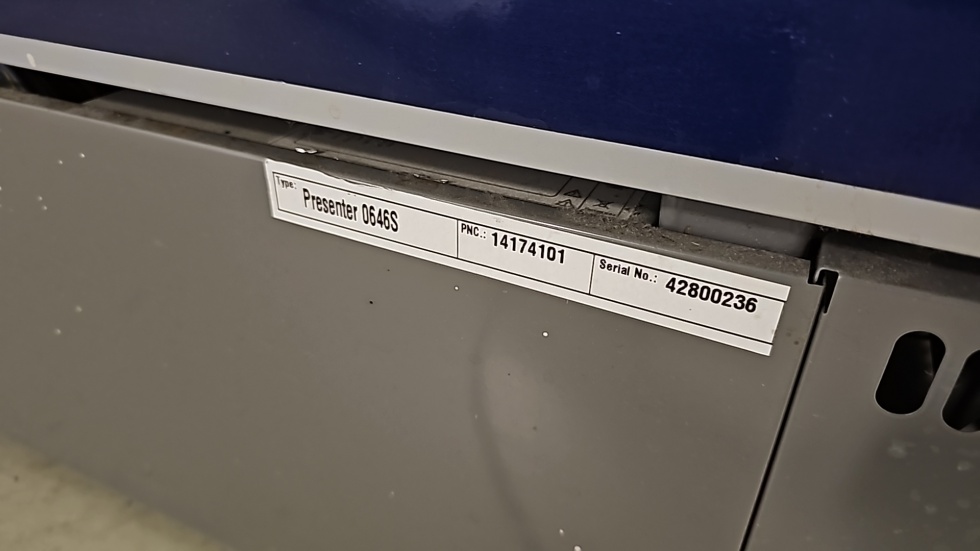 Type: Presenter 0646S
PNC.: 14174101
Serial No.: 42800236